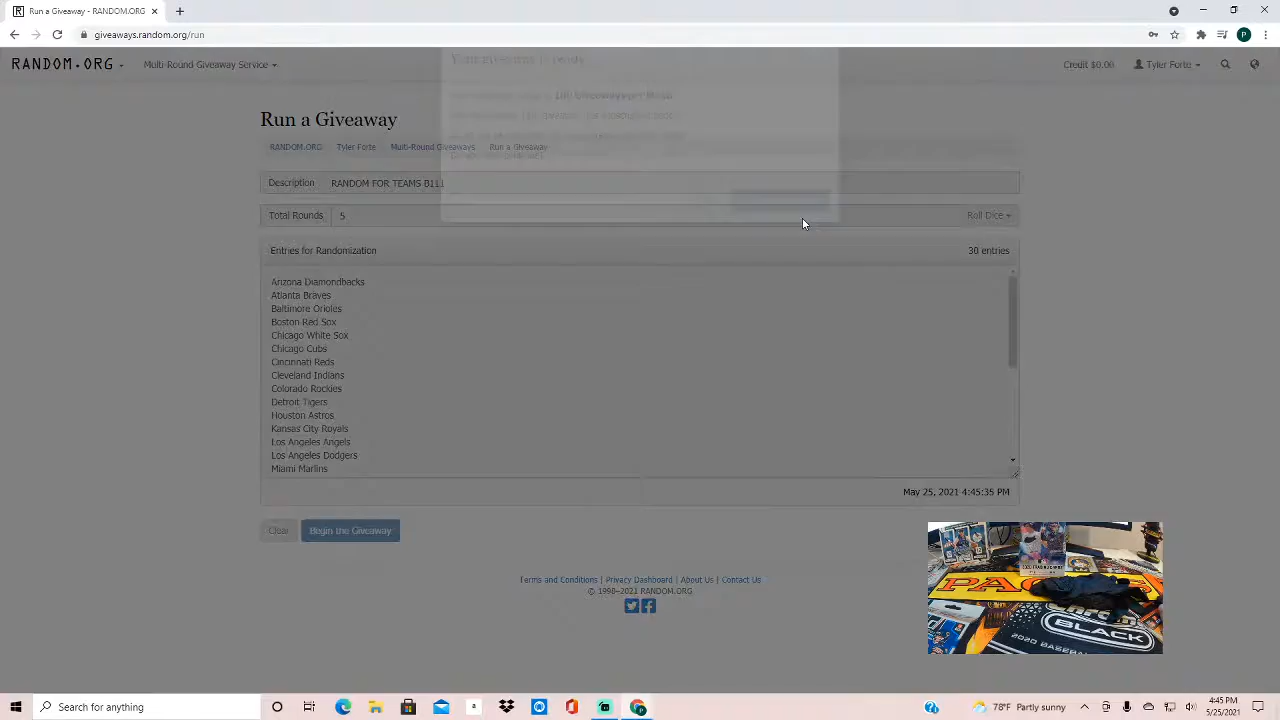 Run a Giveaway - RANDOM.ORG
giveaways.random.org/run
RANDOM.ORG
Multi-Round Giveaway Service
Credit $0.00
Tyler Forte
Run a Giveaway
RANDOM.ORG
Tyler Forte
Multi-Round Giveaways
Run a Giveaway
Description
RANDOM FOR TEAMS B111
Total Rounds
5
Roll Dice
Entries for Randomization
30 entries
Arizona Diamondbacks
Atlanta Braves
Baltimore Orioles
Boston Red Sox
Chicago White Sox
Chicago Cubs
Cincinnati Reds
Cleveland Indians
Colorado Rockies
Detroit Tigers
Houston Astros
Kansas City Royals
Los Angeles Angels
Los Angeles Dodgers
Miami Marlins
May 25, 2021 4:45:35 PM
Clear
Begin the Giveaway
Terms and Conditions | Privacy Dashboard | About Us | Contact Us
© 1998–2021 RANDOM.ORG
BLACK
2020 BASEBALL
Search for anything
78°F Partly sunny
4:45 PM
5/25/2021